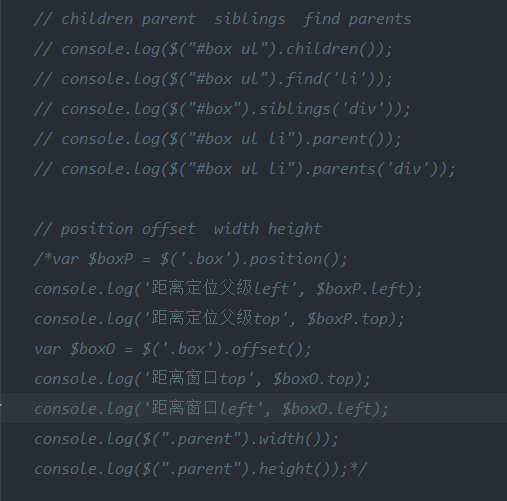 // children parent  siblings  find parents
// console.log($("#box ul").children());
// console.log($("#box ul").find('li'));
// console.log($("#box").siblings('div'));
// console.log($("#box ul li").parent());
// console.log($("#box ul li").parents('div'));
// position offset  width height
/*var $boxP = $('.box').position();
console.log('距离定位父级left', $boxP.left);
console.log('距离定位父级top', $boxP.top);
var $boxO = $('.box').offset();
console.log('距离窗口top', $boxO.top);
console.log('距离窗口left', $boxO.left);
console.log($(".parent").width());
console.log($(".parent").height());*/